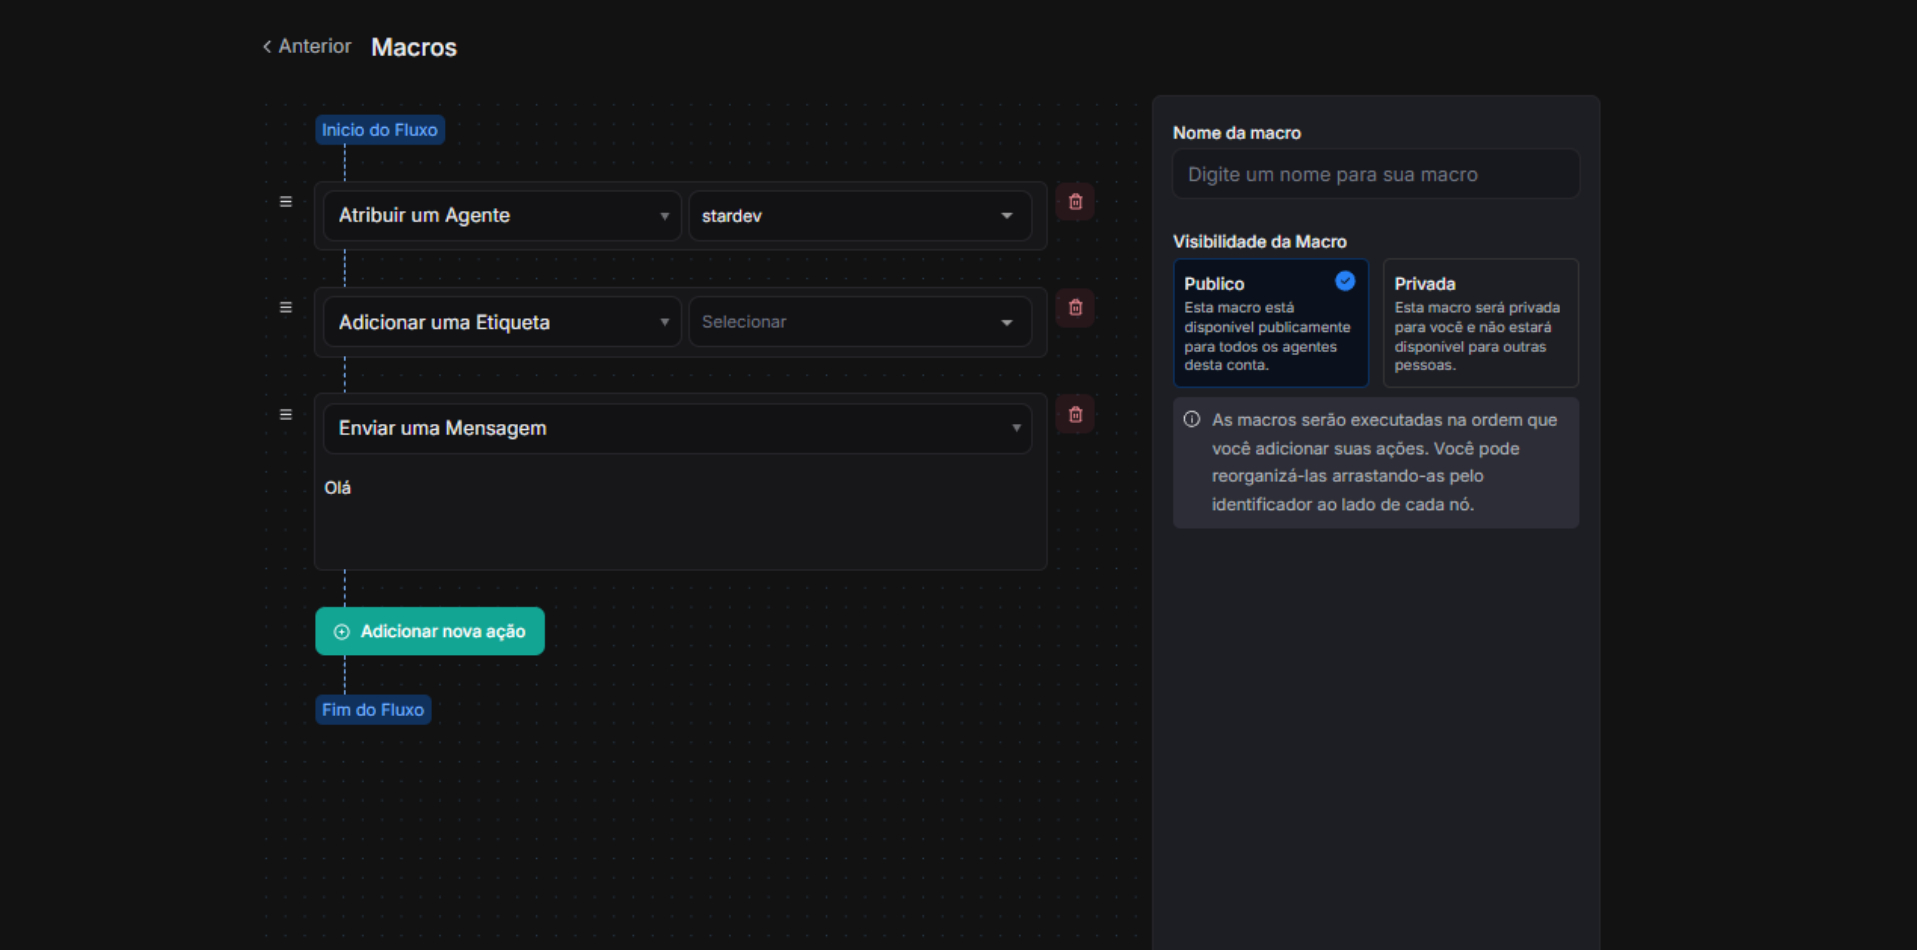 Anterior Macros
Inicio do Fluxo
Atribuir um Agente stardev
Adicionar uma Etiqueta Selecionar
Enviar uma Mensagem
Olá
Adicionar nova ação
Fim do Fluxo
Nome da macro
Digite um nome para sua macro
Visibilidade da Macro
Publico
Esta macro está
disponivel publicamente
para todos os agentes
desta conta.
Privada
Esta macro será privada
para você e não estará
disponível para outras
pessoas.
As macros serão executadas na ordem que
você adicionar suas ações. Você pode
reorganizá-las arrastando-as pelo
identificador ao lado de cada nó.